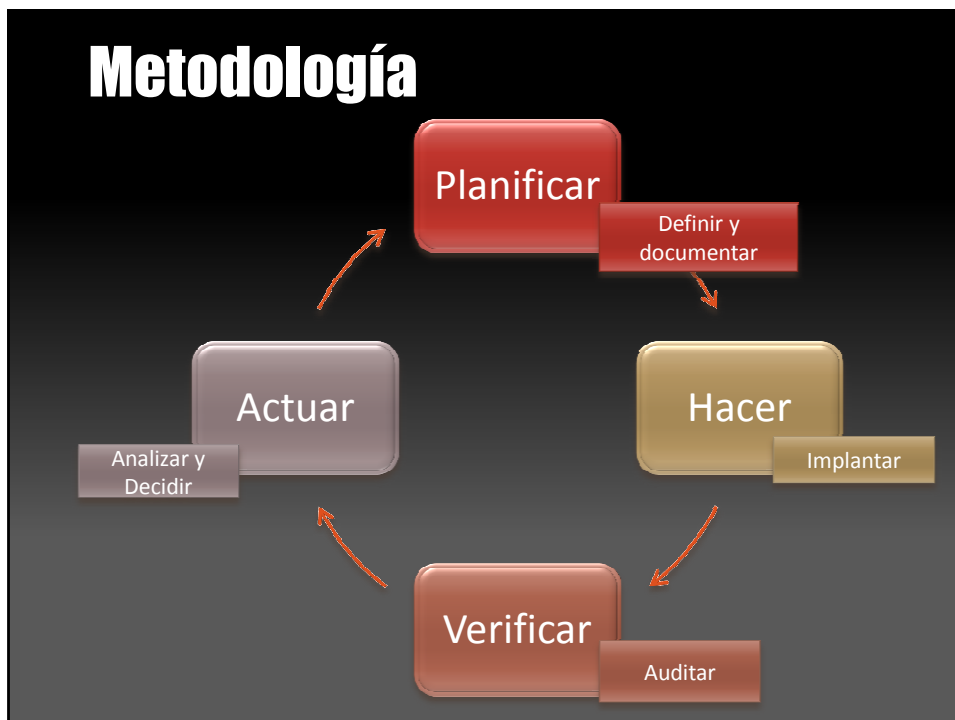 Metodología
Planificar
Definir y
documentar
Hacer
Implantar
Verificar
Auditar
Actuar
Analizar y
Decidir